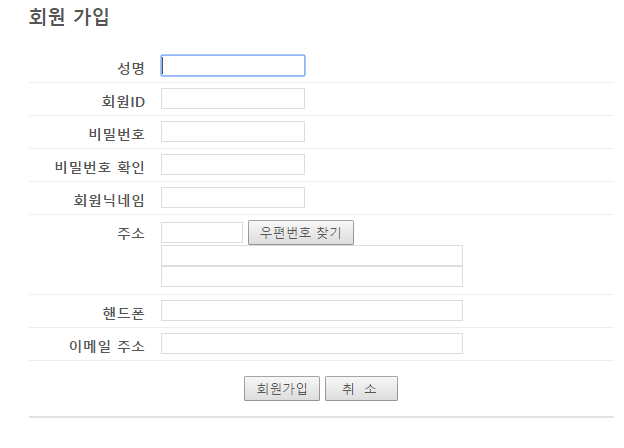 회원 가입
성명
회원ID
비밀번호
비밀번호 확인
회원닉네임
주소 우편번호 찾기
핸드폰
이메일 주소
회원가입 취 소